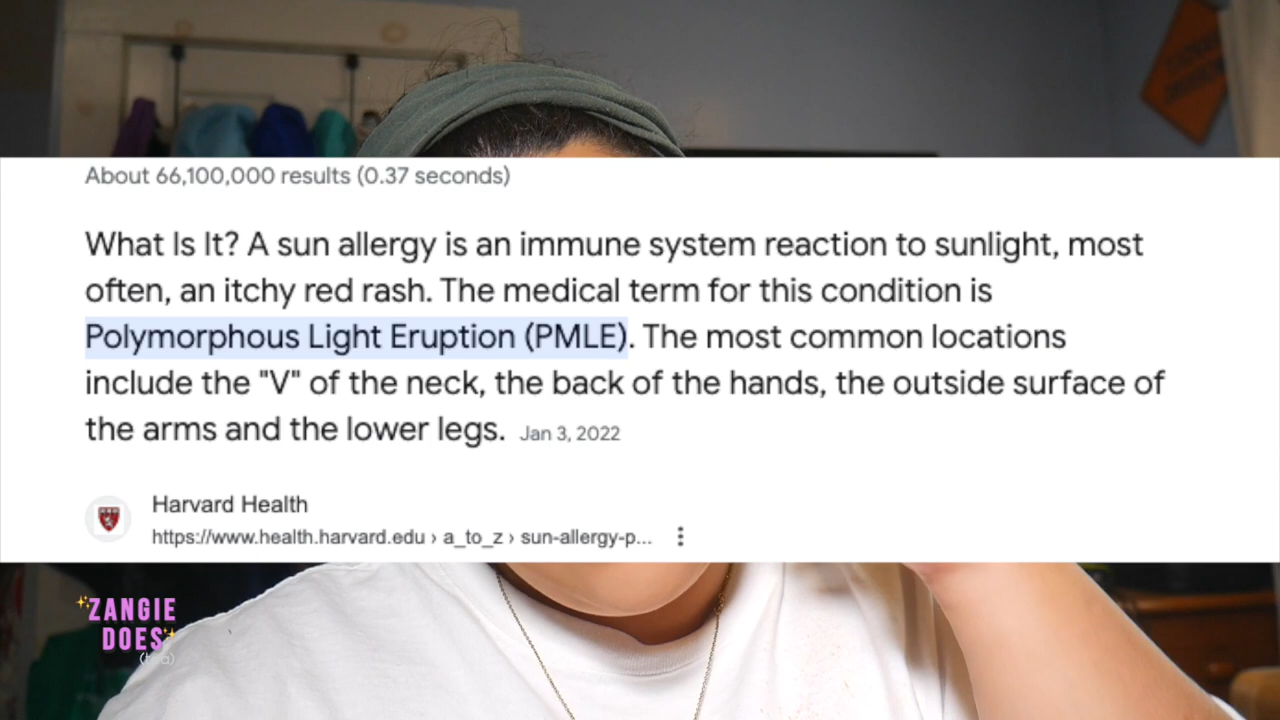 About 66,100,000 results (0.37 seconds)
What Is It? A sun allergy is an immune system reaction to sunlight, most
often, an itchy red rash. The medical term for this condition is
Polymorphous Light Eruption (PMLE). The most common locations
include the "V" of the neck, the back of the hands, the outside surface of
the arms and the lower legs. Jan 3, 2022
Harvard Health
https://www.health.harvard.edu › a_to_z › sun-allergy-p...
ZANGIE
DOES